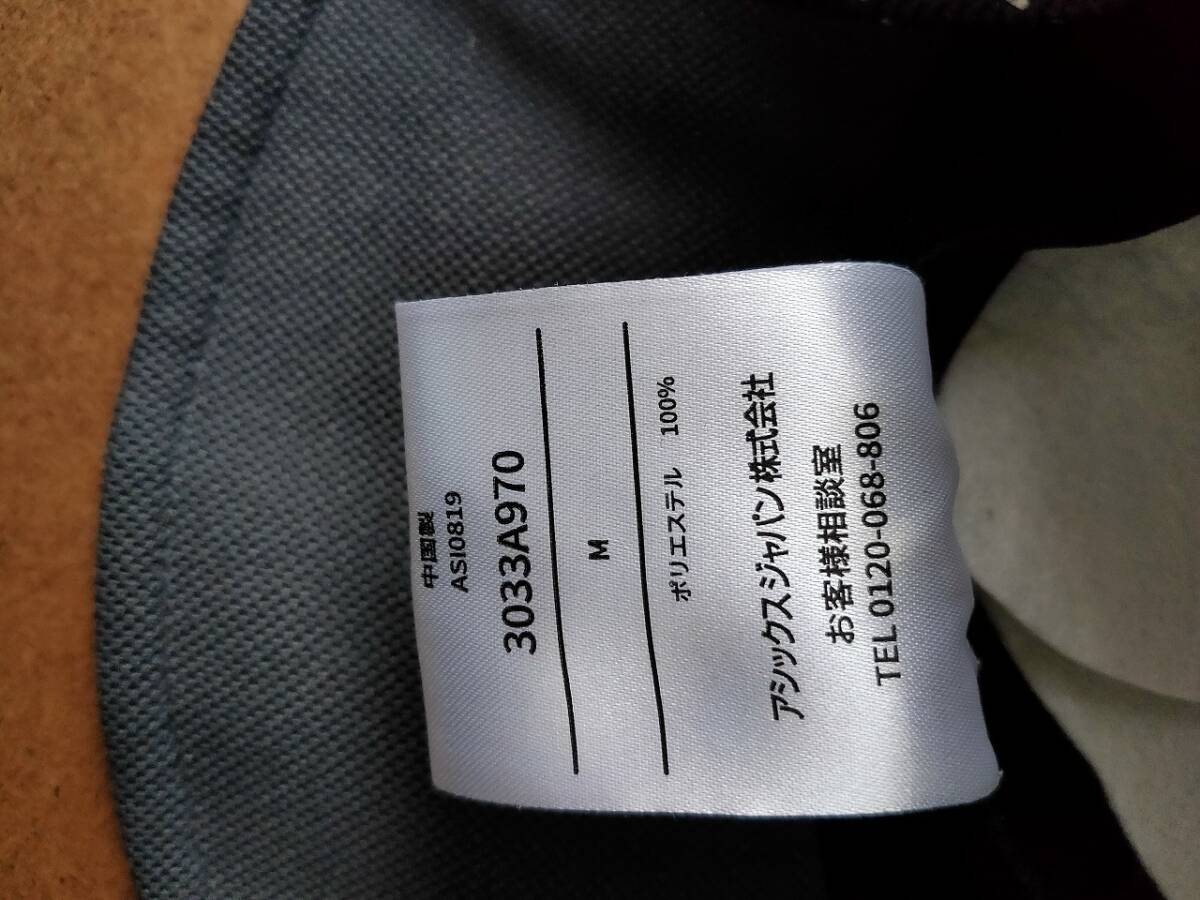 中国製
ASI0819
3033A970
M
ポリエステル 100%
アシックスジャパン株式会社
お客様相談室
TEL 0120-068-806